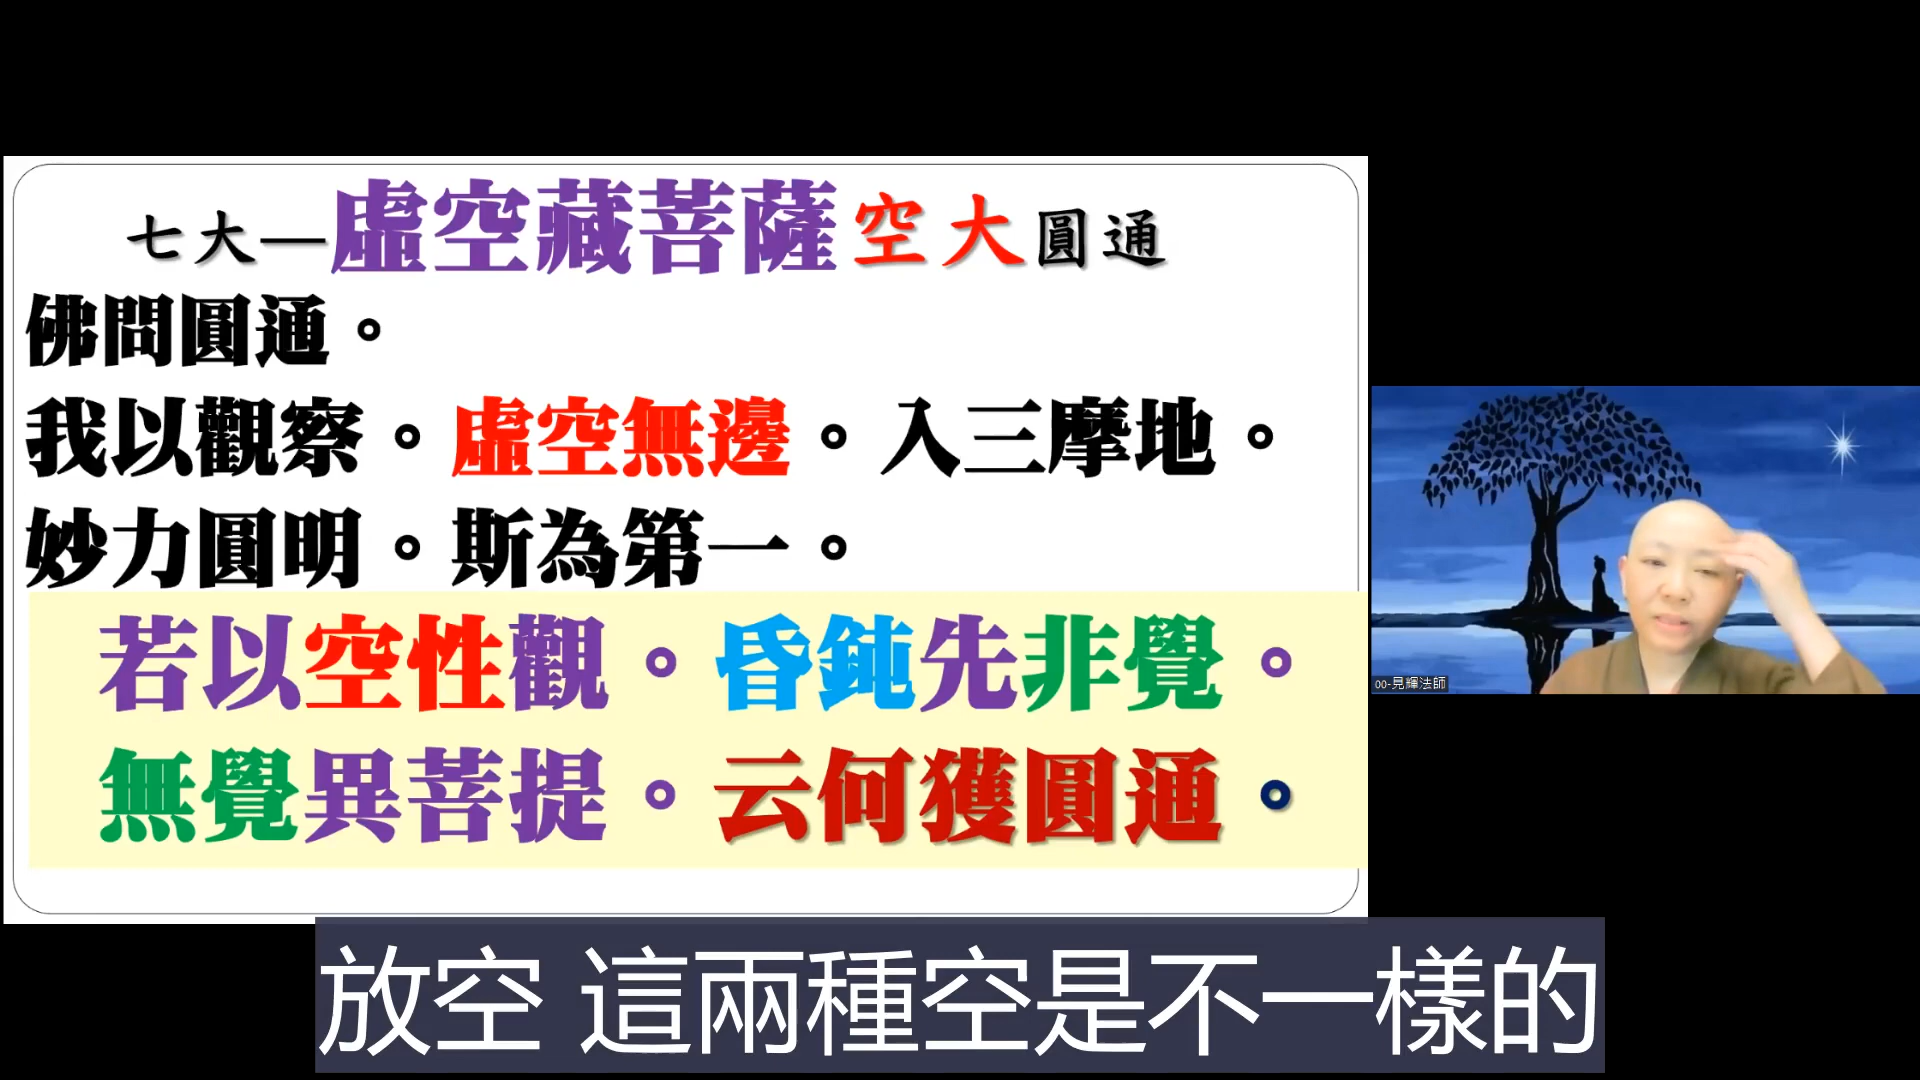 七大—虛空藏菩薩空大圓通
佛問圓通。
我以觀察。虛空無邊。入三摩地。
妙力圓明。斯為第一。
若以空性觀。昏鈍先非覺。
無覺異菩提。云何獲圓通。
00-見輝法師
放空 這兩種空是不一樣的